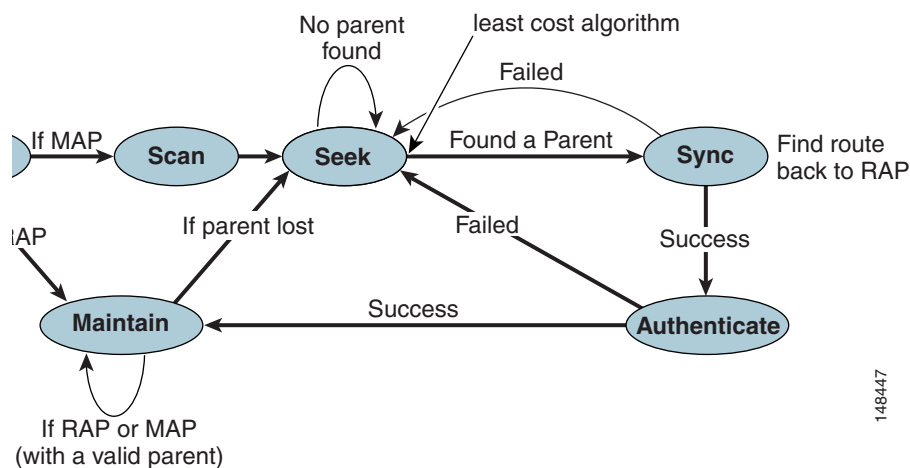 No parent
found
least cost algorithm
Failed
If MAP
Scan
Seek
Found a Parent
Sync
Find route
back to RAP
If parent lost
Failed
Success
AP
Maintain
Success
Authenticate
If RAP or MAP
(with a valid parent)
148447